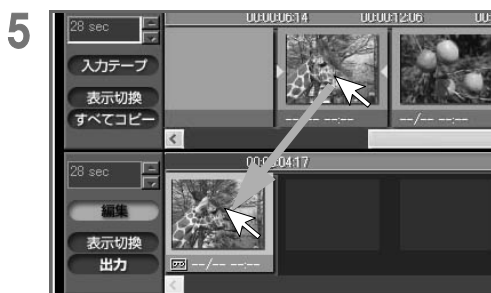 5
28 sec
00:00:06:14 00:00:12:06 00:
入力テープ
表示切換
すべてコピー
--/-- --:-- --/-- --:--
28 sec
00:00:04:17
編集
表示切換
出力
--/-- --:--